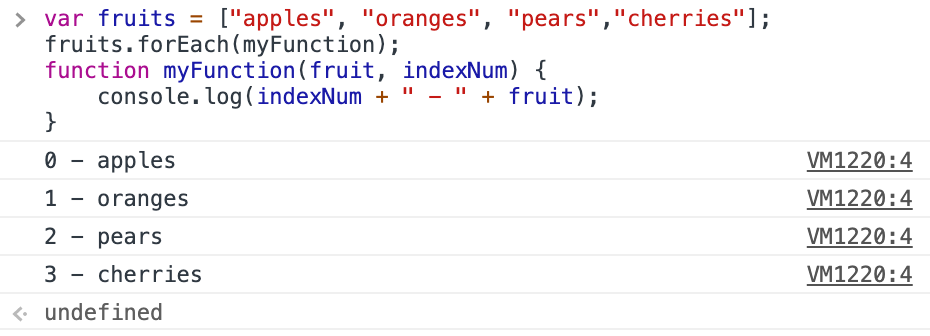 > var fruits = ["apples", "oranges", "pears","cherries"];
fruits.forEach(myFunction);
function myFunction(fruit, indexNum) {
    console.log(indexNum + " - " + fruit);
}
0 - apples VM1220:4
1 - oranges VM1220:4
2 - pears VM1220:4
3 - cherries VM1220:4
undefined